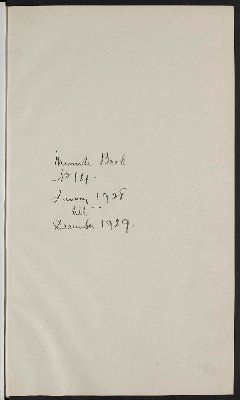 Minute Book
No 14.
January 1928
till
December 1929.